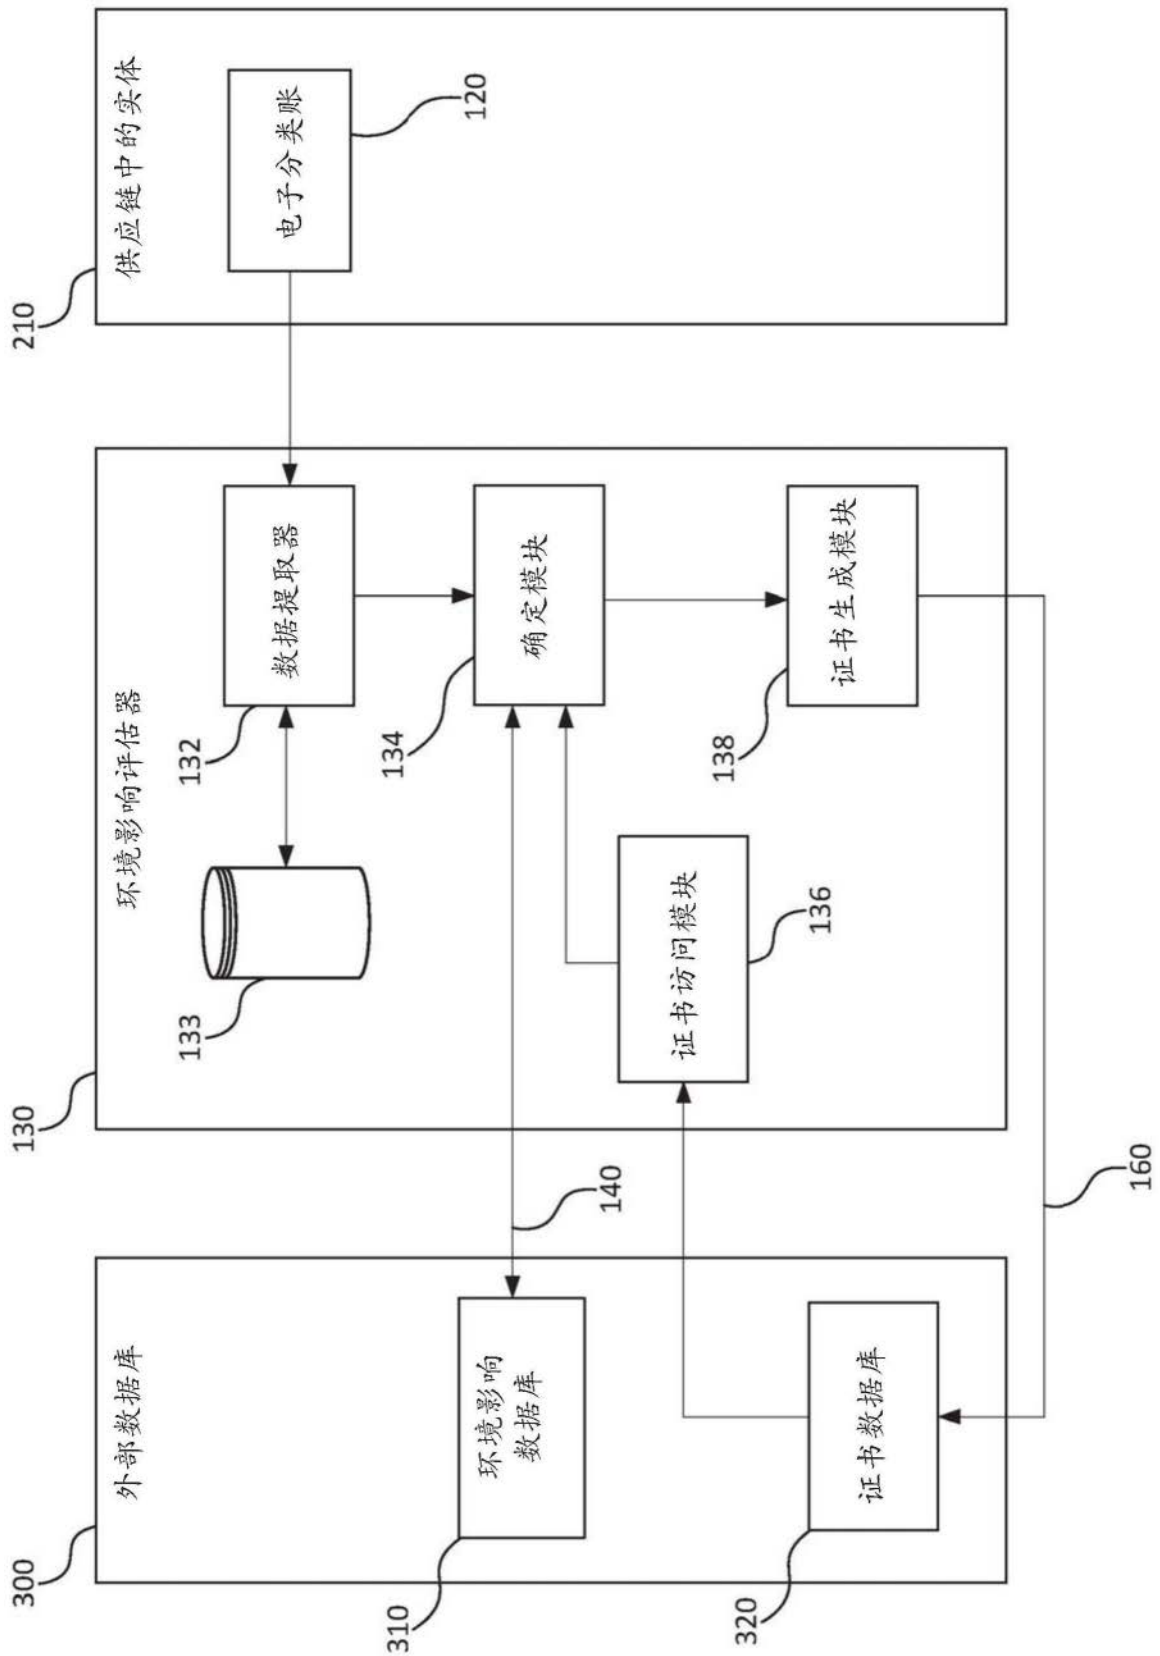 300
外部数据库
310
环境影响
数据库
320
证书数据库
140
160
130
环境影响评估器
133
132
数据提取器
134
确定模块
136
证书访问模块
138
证书生成模块
210
供应链中的实体
电子分类账
120